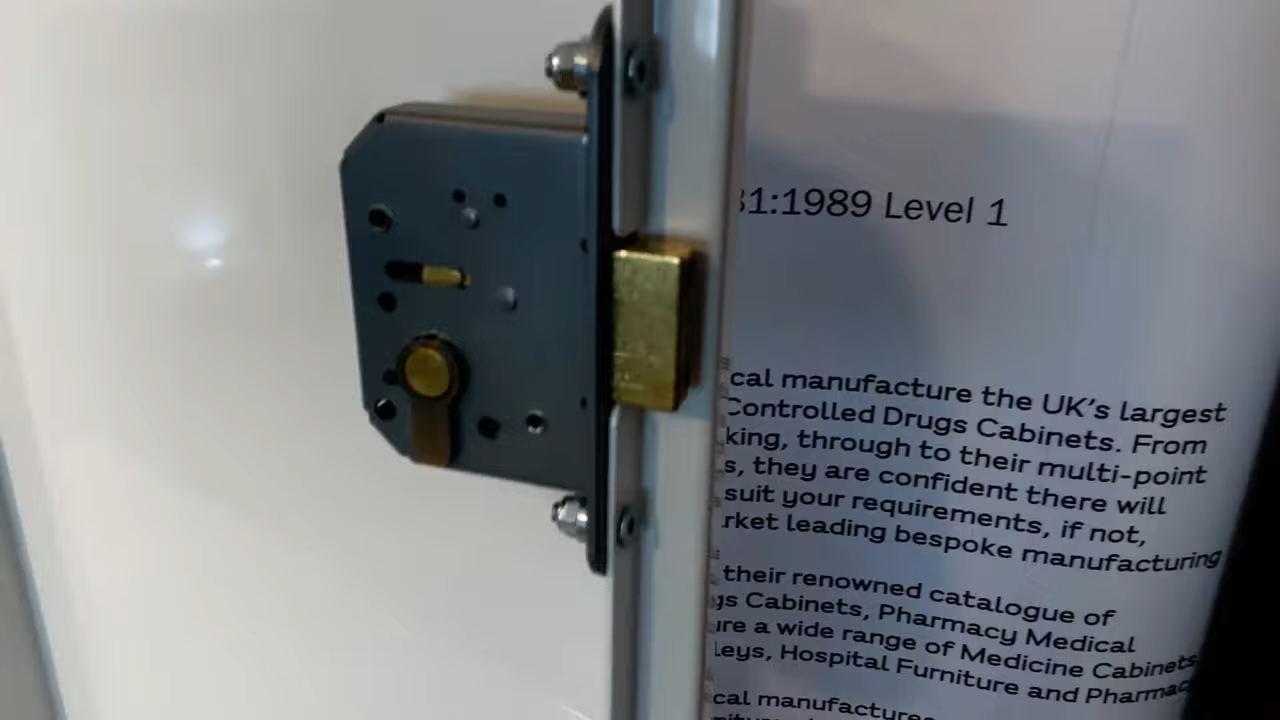 1:1989 Level 1
cal manufacture the UK's largest
Controlled Drugs Cabinets. From
king, through to their multi-point
s, they are confident there will
suit your requirements, if not,
rket leading bespoke manufacturing
their renowned catalogue of
gs Cabinets, Pharmacy Medical
ure a wide range of Medicine Cabinets
leys, Hospital Furniture and Pharmac
cal manufactures